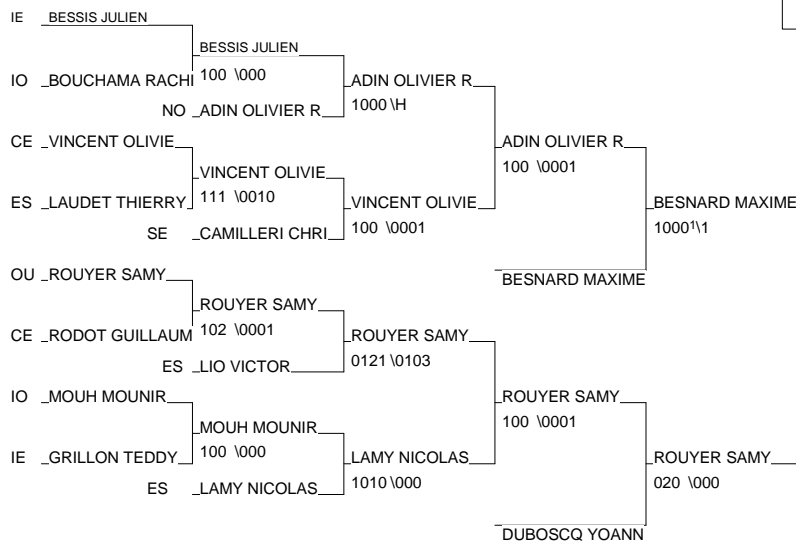 IE BESSIS JULIEN
BESSIS JULIEN
IO BOUCHAMA RACHI 100 \000 ADIN OLIVIER R
NO ADIN OLIVIER R 1000 \H
CE VINCENT OLIVIE ADIN OLIVIER R
VINCENT OLIVIE 100 \0001
ES LAUDET THIERRY 111 \0010 VINCENT OLIVIE BESNARD MAXIME
SE CAMILLERI CHRI 100 \0001 1000¹\1
OU ROUYER SAMY BESNARD MAXIME
ROUYER SAMY
CE RODOT GUILLAUM 102 \0001 ROUYER SAMY
ES LIO VICTOR 0121 \0103
IO MOUH MOUNIR ROUYER SAMY
MOUH MOUNIR 100 \0001
IE GRILLON TEDDY 100 \000 LAMY NICOLAS ROUYER SAMY
ES LAMY NICOLAS 1010 \000 020 \000
DUBOSCQ YOANN